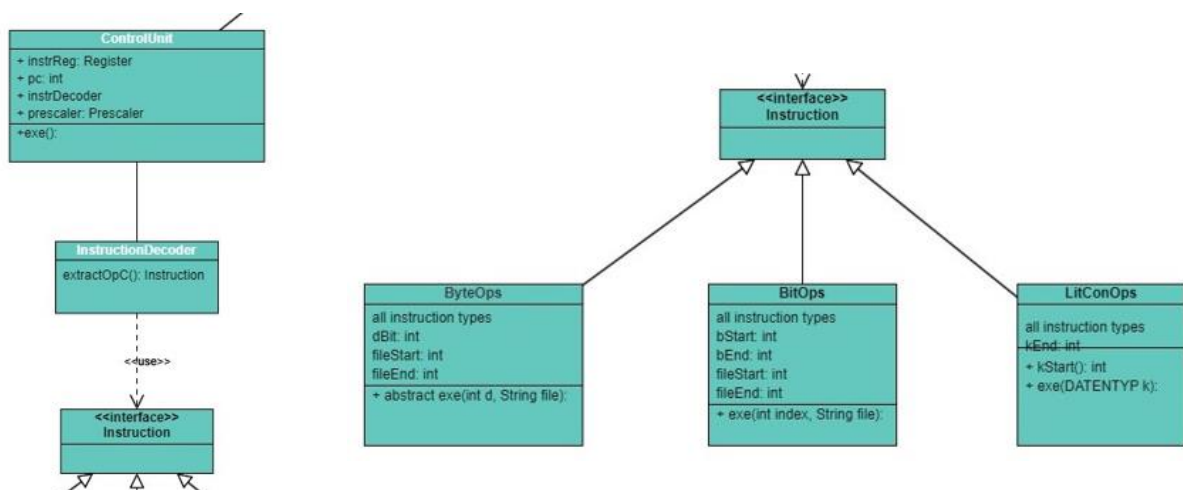 ControlUnit
+ instrReg: Register
+ pc: int
+ instrDecoder
+ prescaler: Prescaler
+exe():
InstructionDecoder
extractOpC(): Instruction
<<use>>
<<interface>>
Instruction
<<interface>>
Instruction
ByteOps
all instruction types
dBit: int
fileStart: int
fileEnd: int
+ abstract exe(int d, String file):
BitOps
all instruction types
bStart: int
bEnd: int
fileStart: int
fileEnd: int
+ exe(int index, String file):
LitConOps
all instruction types
kEnd: int
+ kStart(): int
+ exe(DATENTYP k):